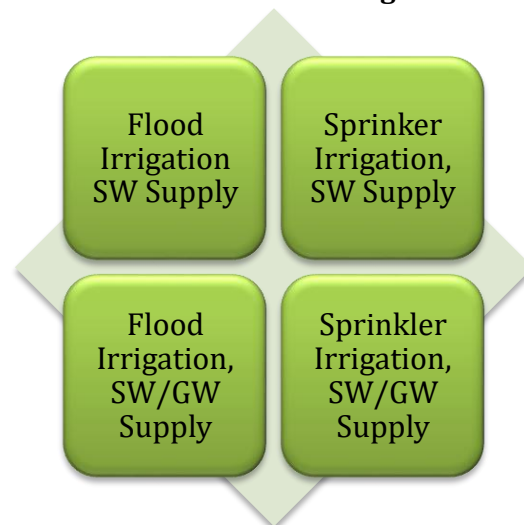 Flood
Irrigation
SW Supply
Sprinker
Irrigation,
SW Supply
Flood
Irrigation,
SW/GW
Supply
Sprinkler
Irrigation,
SW/GW
Supply